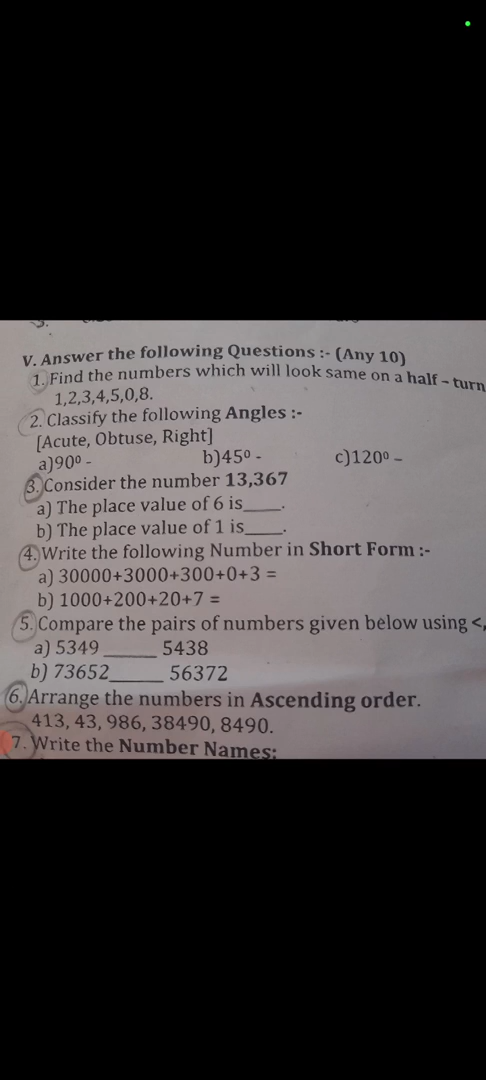 V. Answer the following Questions :- (Any 10)
1. Find the numbers which will look same on a half – turn
1,2,3,4,5,0,8.
2. Classify the following Angles :-
[Acute, Obtuse, Right]
a)90⁰ - b)45⁰ - c)120⁰ –
3. Consider the number 13,367
a) The place value of 6 is____.
b) The place value of 1 is____.
4. Write the following Number in Short Form :-
a) 30000+3000+300+0+3 =
b) 1000+200+20+7 =
5. Compare the pairs of numbers given below using <,
a) 5349 ______ 5438
b) 73652______ 56372
6. Arrange the numbers in Ascending order.
413, 43, 986, 38490, 8490.
7. Write the Number Names: